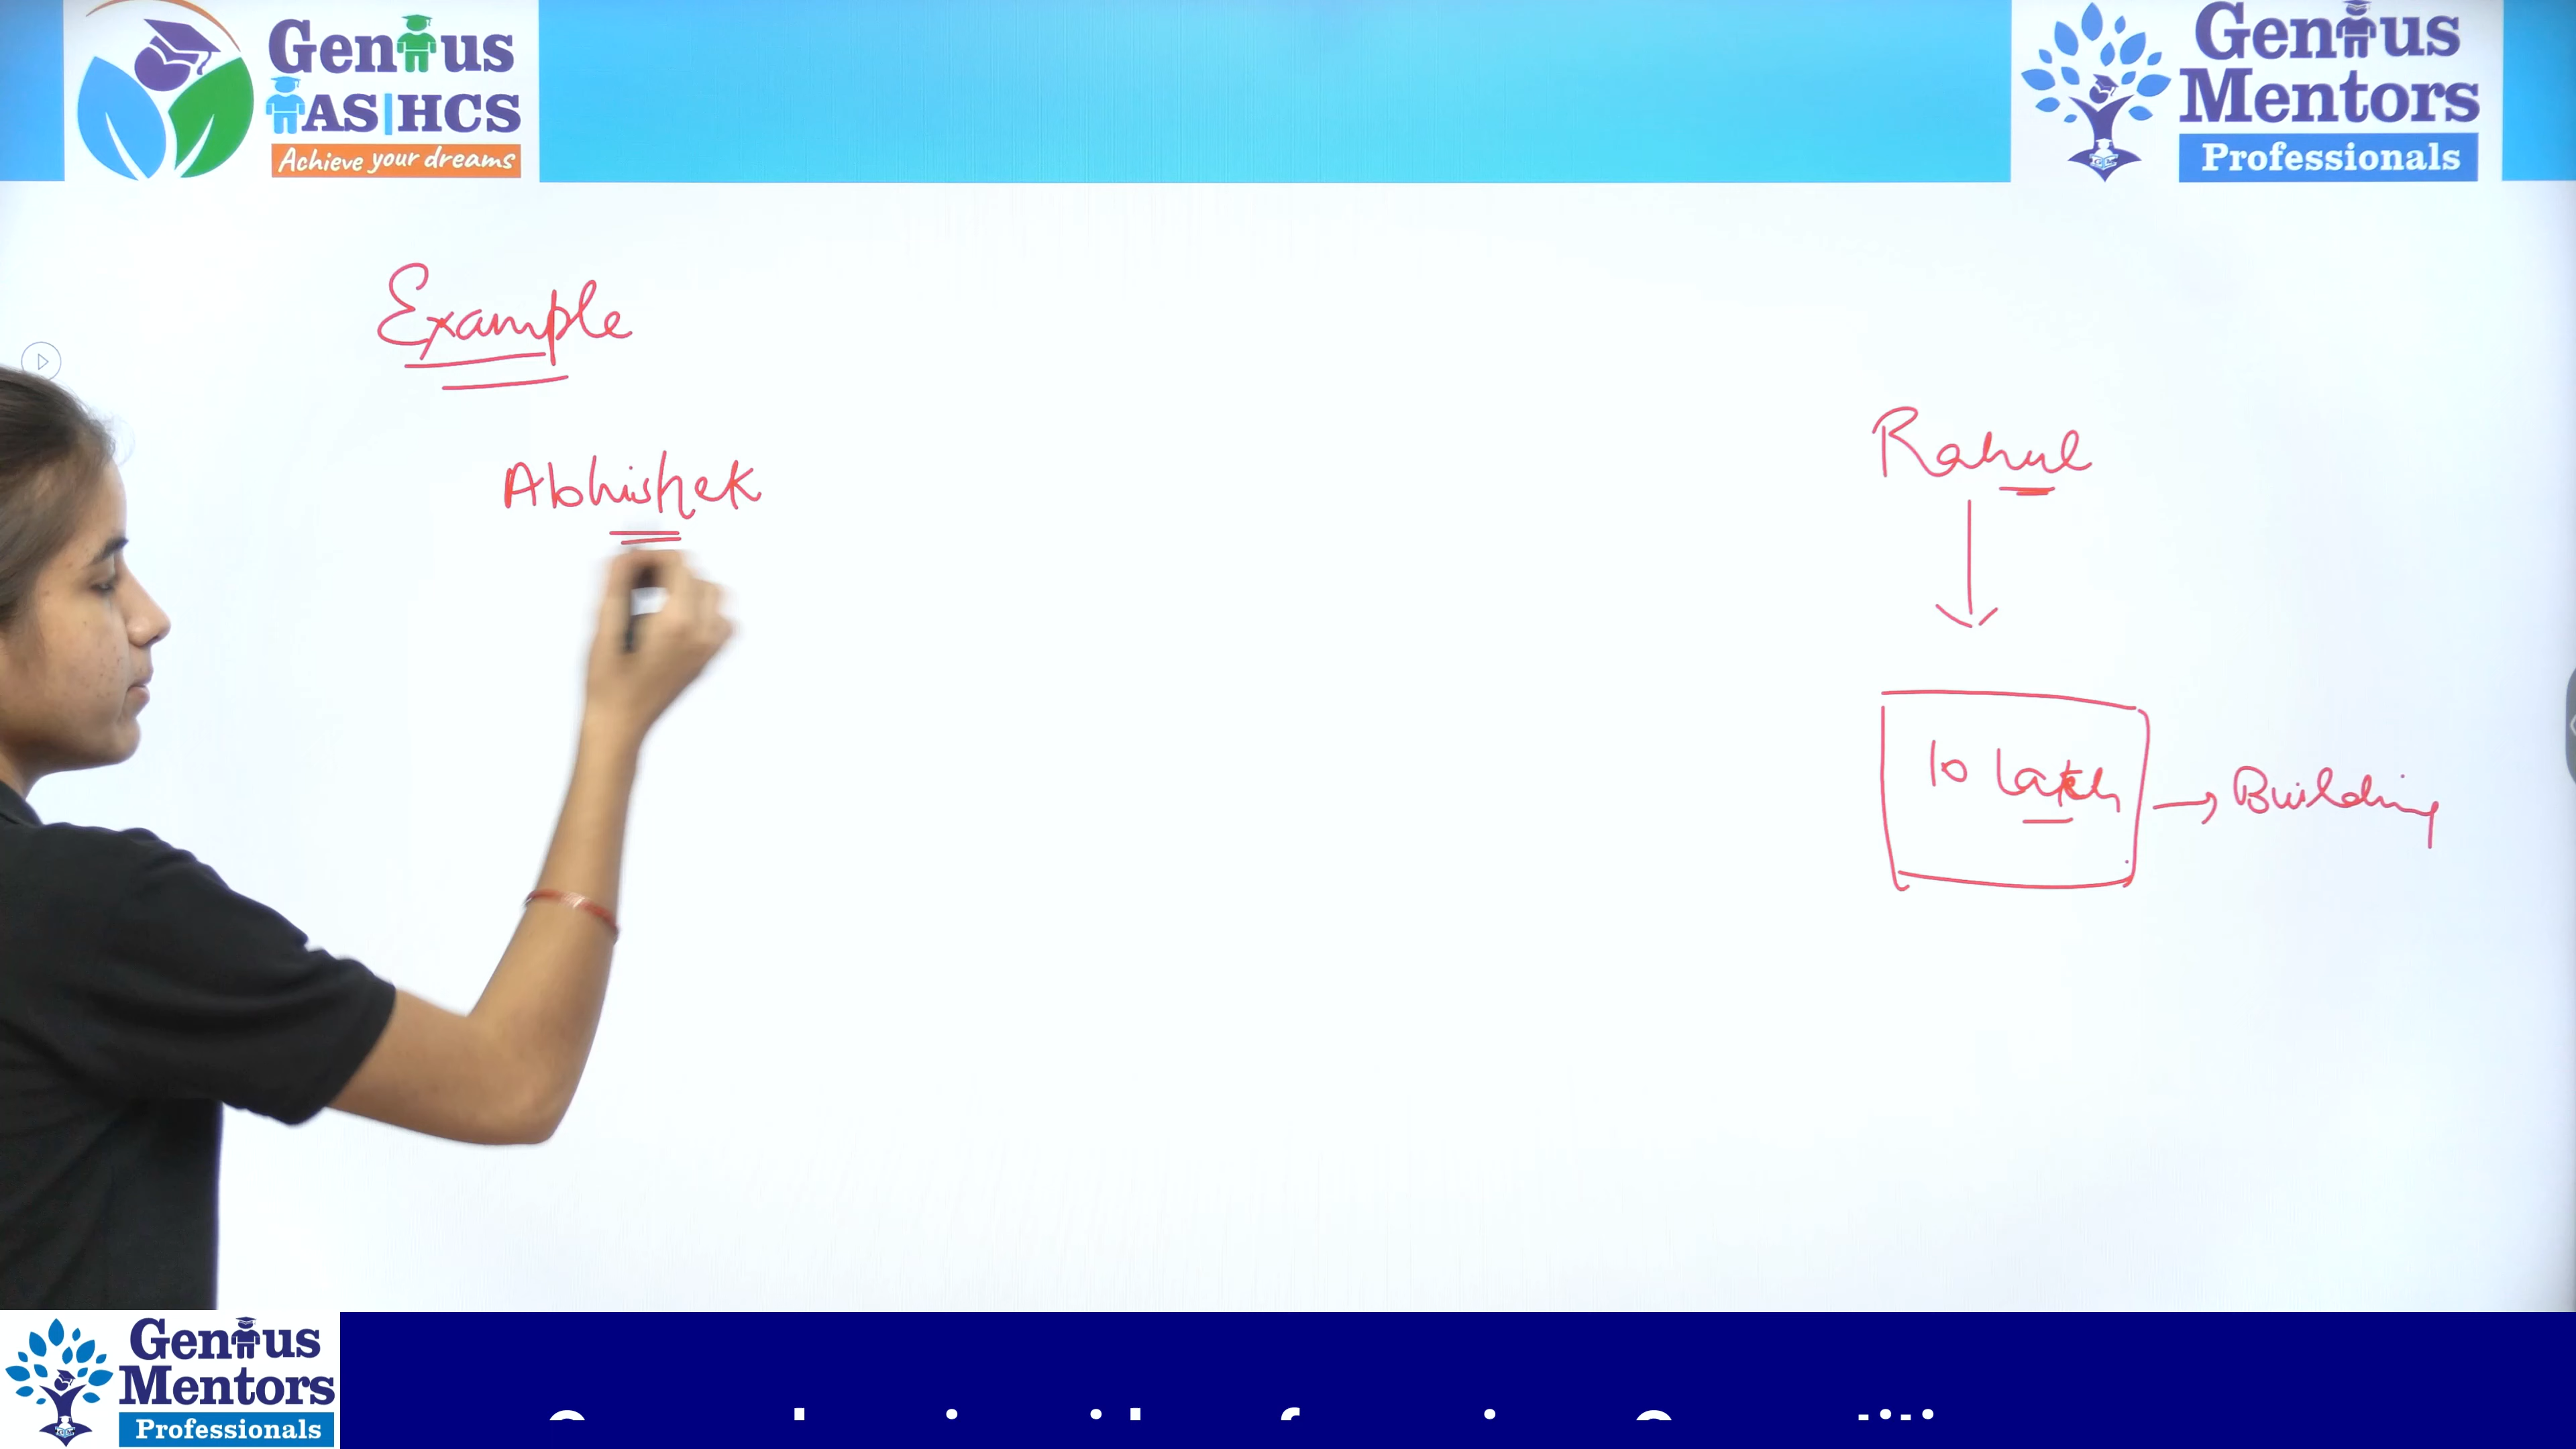 Genius
IAS|HCS
Achieve your dreams
Genius
Mentors
Professionals
Example
Abhishek
Rahul
10 Lakh → Building
Genius
Mentors
Professionals